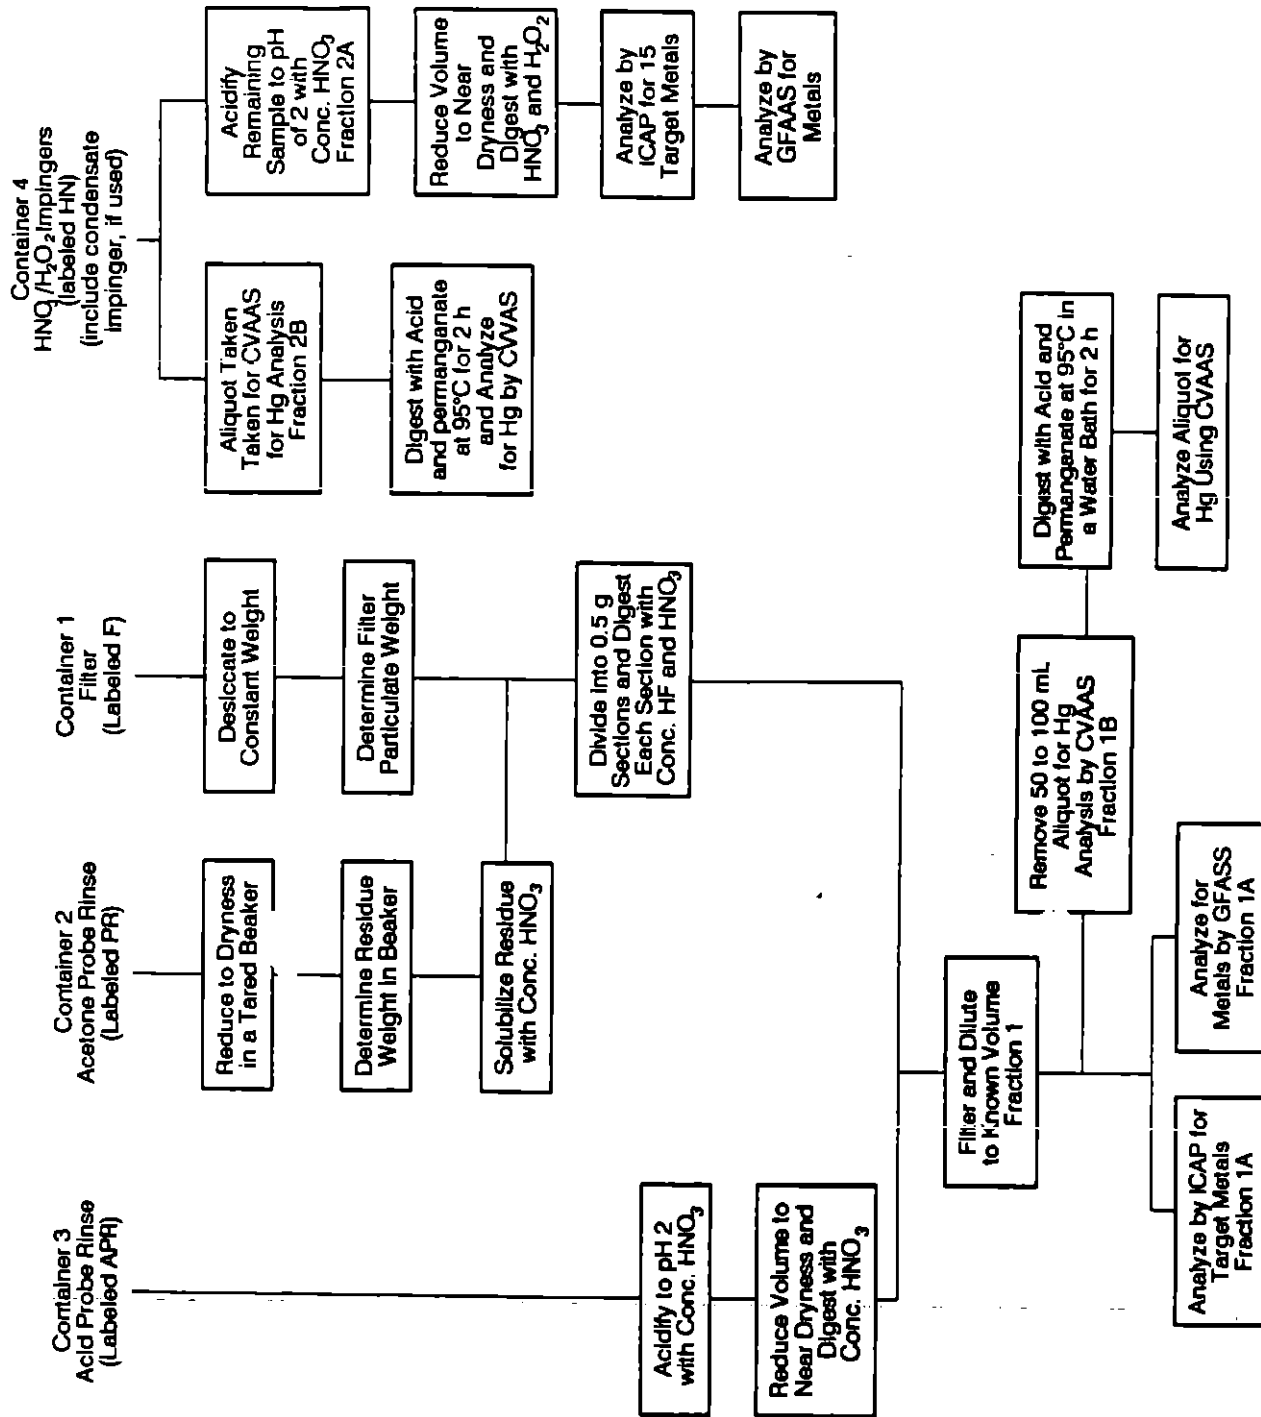 Container 3
Acid Probe Rinse
(Labeled APR)
Acidify to pH 2
with Conc. HNO3
Reduce Volume to
Near Dryness and
Digest with
Conc. HNO3
Container 2
Acetone Probe Rinse
(Labeled PR)
Reduce to Dryness
in a Tared Beaker
Determine Residue
Weight in Beaker
Solubilize Residue
with Conc. HNO3
Container 1
Filter
(Labeled F)
Desiccate to
Constant Weight
Determine Filter
Particulate Weight
Divide into 0.5 g
Sections and Digest
Each Section with
Conc. HF and HNO3
Filter and Dilute
to Known Volume
Fraction 1
Analyze by ICAP for
Target Metals
Fraction 1A
Analyze for
Metals by GFASS
Fraction 1A
Remove 50 to 100 mL
Aliquot for Hg
Analysis by CVAAS
Fraction 1B
Digest with Acid and
Permanganate at 95°C in
a Water Bath for 2 h
Analyze Aliquot for
Hg Using CVAAS
Container 4
HNO3/H2O2 Impingers
(labeled HN)
(include condensate
impinger, if used)
Aliquot Taken
Taken for CVAAS
for Hg Analysis
Fraction 2B
Digest with Acid
and permanganate
at 95°C for 2 h
and Analyze
for Hg by CVVAS
Acidify
Remaining
Sample to pH
of 2 with
Conc. HNO3
Fraction 2A
Reduce Volume
to Near
Dryness and
Digest with
HNO3 and H2O2
Analyze by
ICAP for 15
Target Metals
Analyze by
GFAAS for
Metals